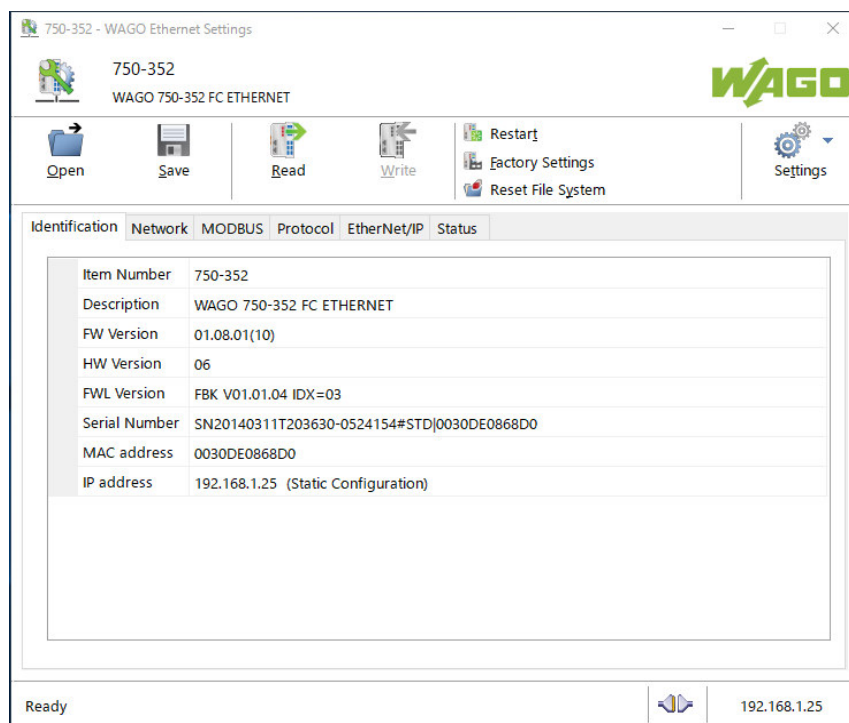 750-352 - WAGO Ethernet Settings
750-352
WAGO 750-352 FC ETHERNET
WAGO
Open
Save
Read
Write
Restart
Factory Settings
Reset File System
Settings
Identification Network MODBUS Protocol EtherNet/IP Status
Item Number 750-352
Description WAGO 750-352 FC ETHERNET
FW Version 01.08.01(10)
HW Version 06
FWL Version FBK V01.01.04 IDX=03
Serial Number SN20140311T203630-0524154#STD|0030DE0868D0
MAC address 0030DE0868D0
IP address 192.168.1.25 (Static Configuration)
Ready
192.168.1.25